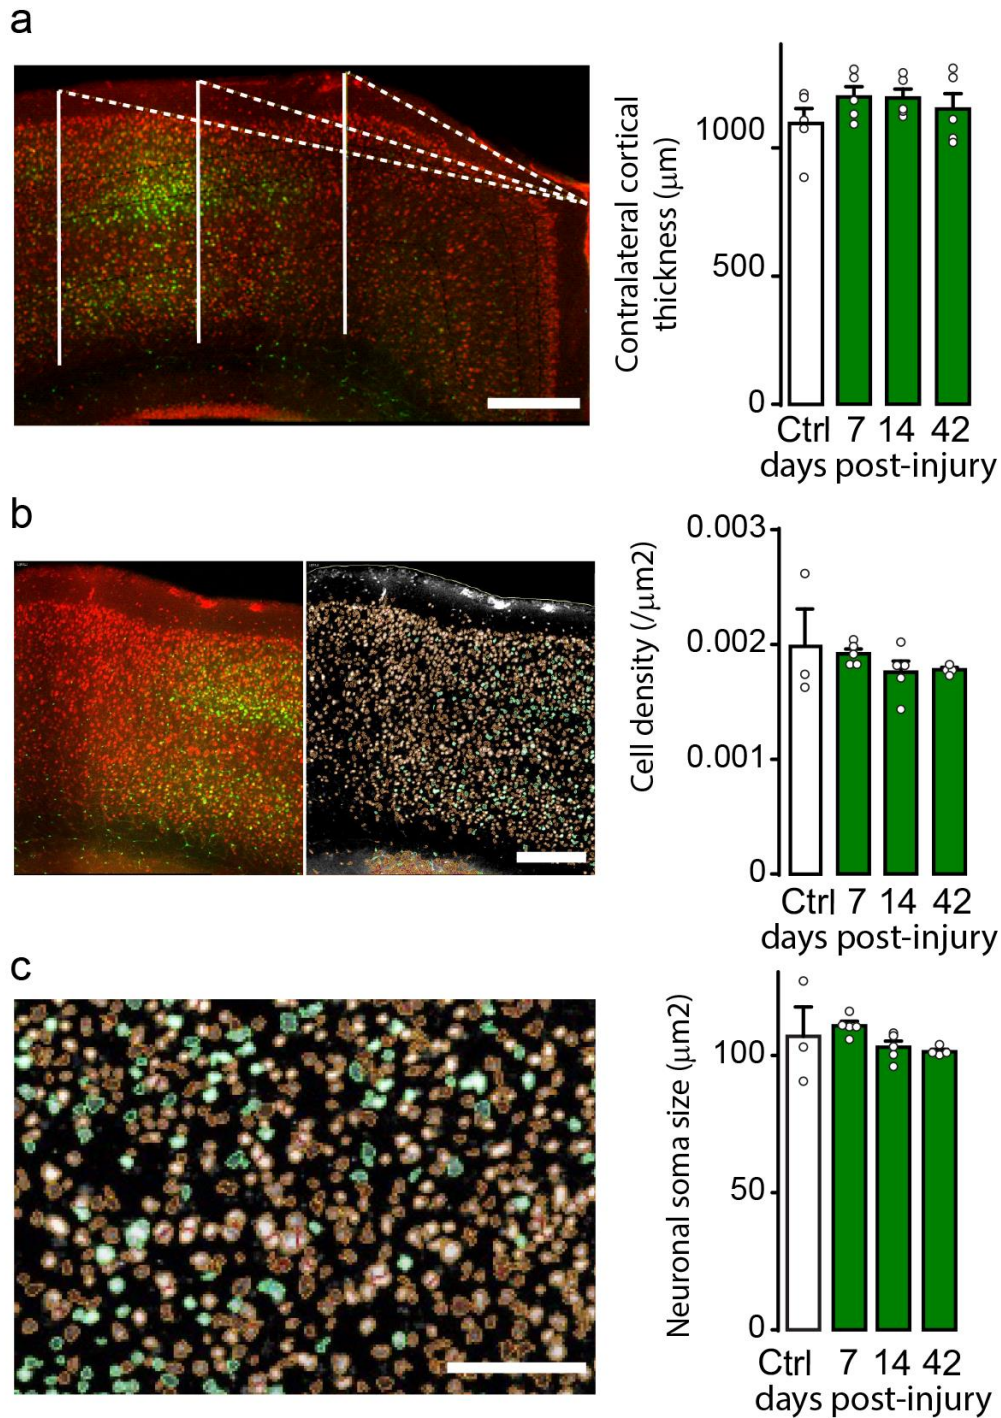 a
Contralateral cortical
thickness (μm)
1000
500
0
Ctrl 7 14 42
days post-injury
b
Cell density (/μm2)
0.003
0.002
0.001
0
Ctrl 7 14 42
days post-injury
c
Neuronal soma size (μm2)
100
50
0
Ctrl 7 14 42
days post-injury